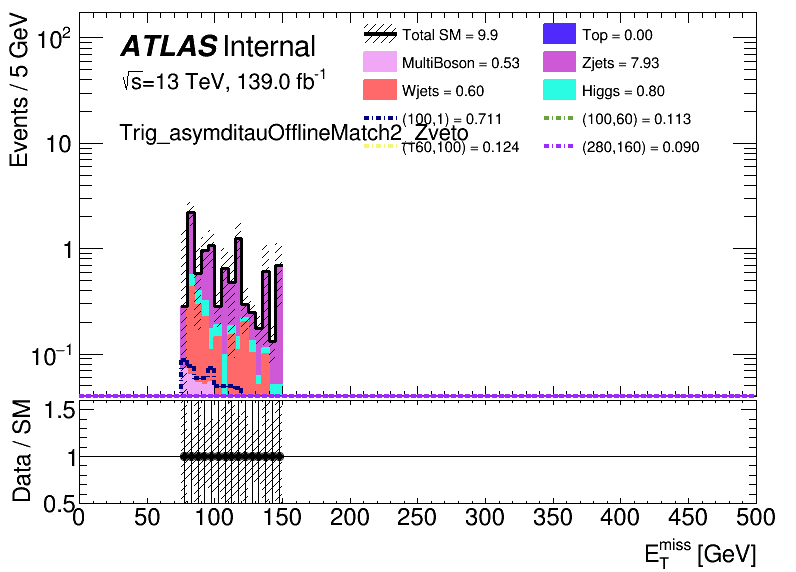 ATLAS Internal
√s=13 TeV, 139.0 fb⁻¹
Trig_asymditauOfflineMatch2_Zveto
Total SM = 9.9
Top = 0.00
MultiBoson = 0.53
Zjets = 7.93
Wjets = 0.60
Higgs = 0.80
(100,1) = 0.711
(100,60) = 0.113
(160,100) = 0.124
(280,160) = 0.090
Events / 5 GeV
10²
10
1
10⁻¹
Data / SM
1.5
1
0.5
0 50 100 150 200 250 300 350 400 450 500
E_T^miss [GeV]